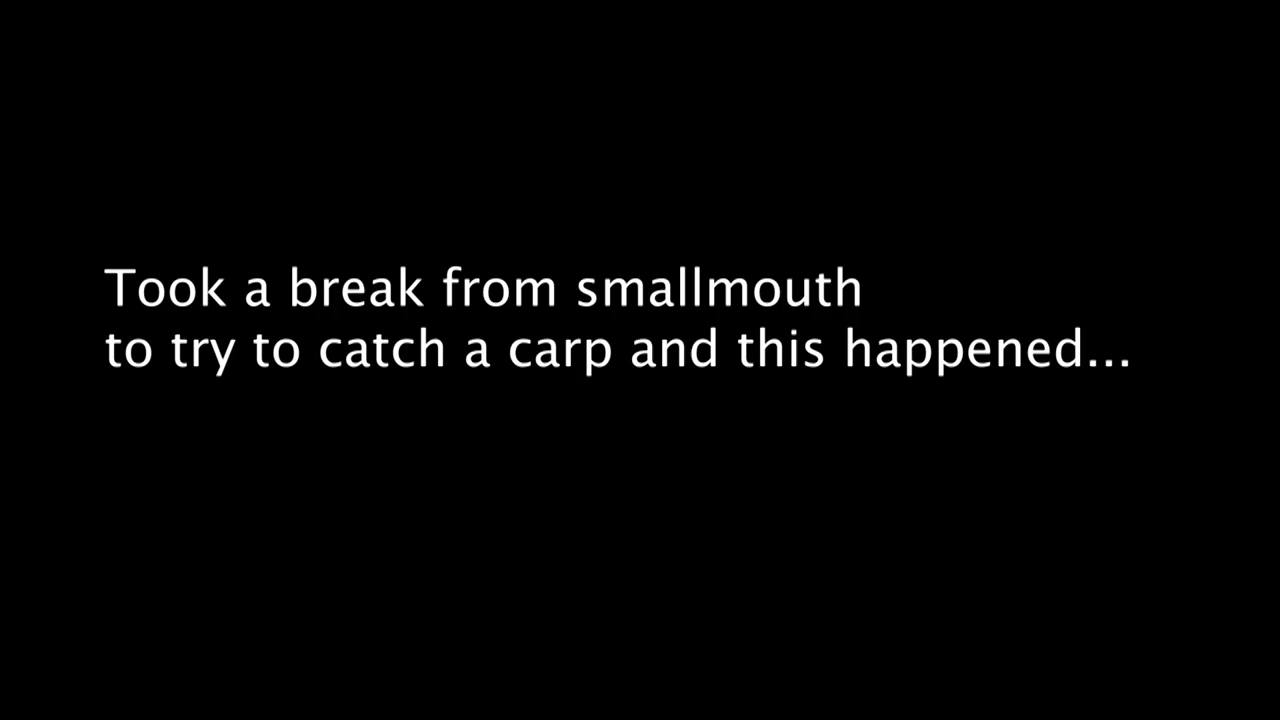 Took a break from smallmouth
to try to catch a carp and this happened...